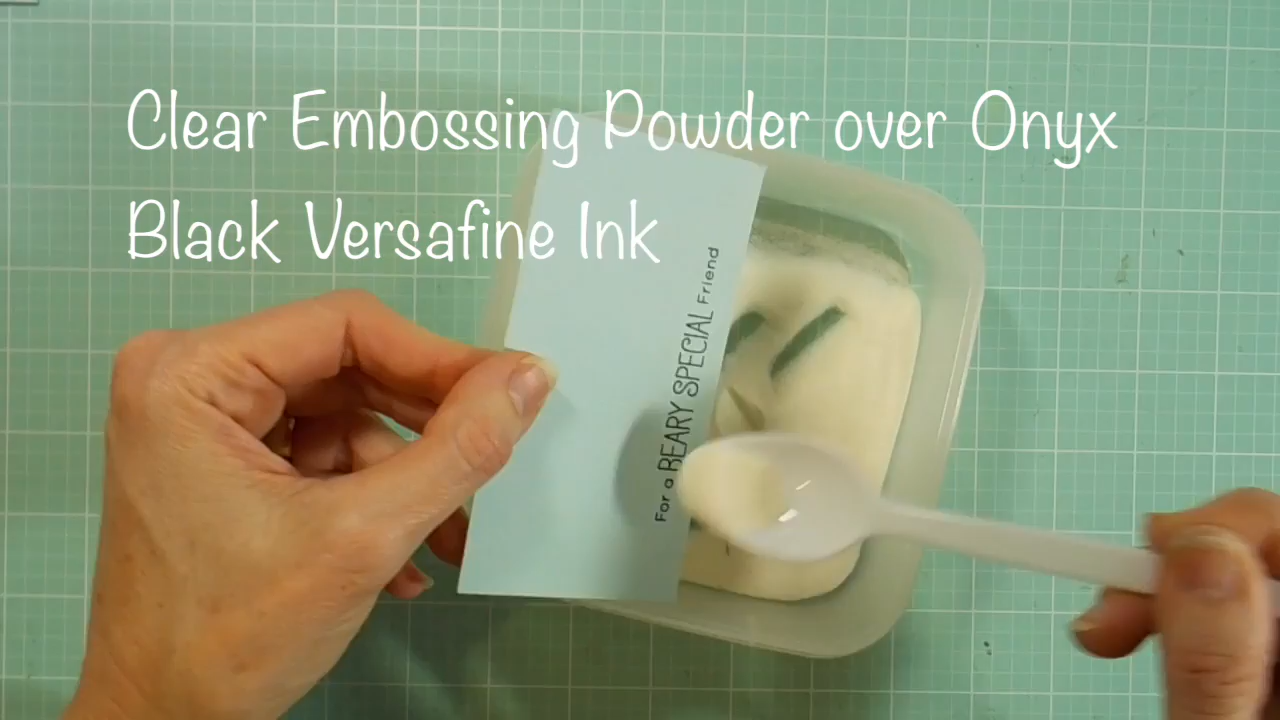 Clear Embossing Powder over Onyx
Black Versafine Ink
For a BEARY SPECIAL Friend